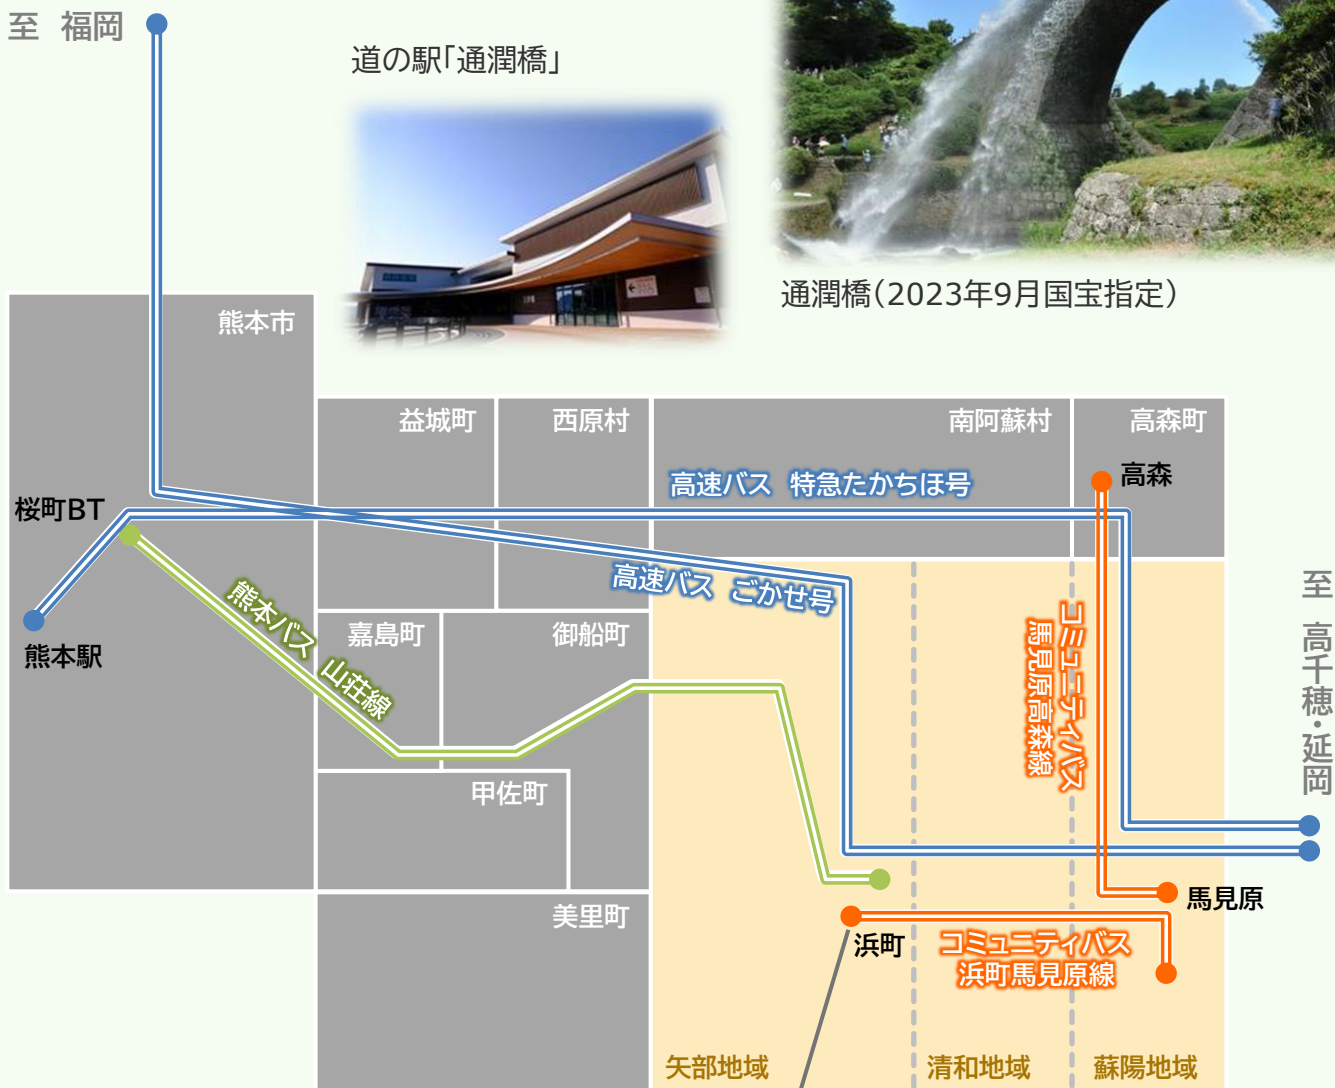 至 福岡
道の駅「通潤橋」
通潤橋（2023年9月国宝指定）
熊本市
益城町
西原村
南阿蘇村
高森町
高速バス 特急たかちほ号
高森
桜町BT
高速バス ごかせ号
熊本バス 山荘線
熊本駅
嘉島町
御船町
コミュニティバス
馬見原高森線
至 高千穂・延岡
甲佐町
馬見原
美里町
浜町
コミュニティバス
浜町馬見原線
矢部地域
清和地域
蘇陽地域